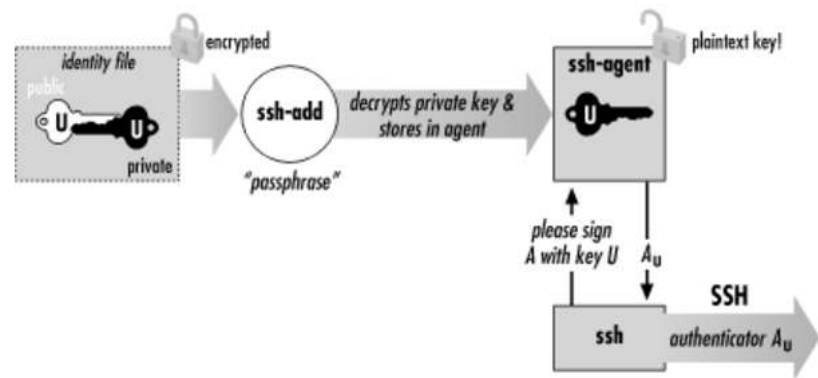 identity file
encrypted
public
U
U
private
ssh-add
"passphrase"
decrypts private key &
stores in agent
ssh-agent
plaintext key!
U
please sign
A with key U
AU
ssh
SSH
authenticator AU